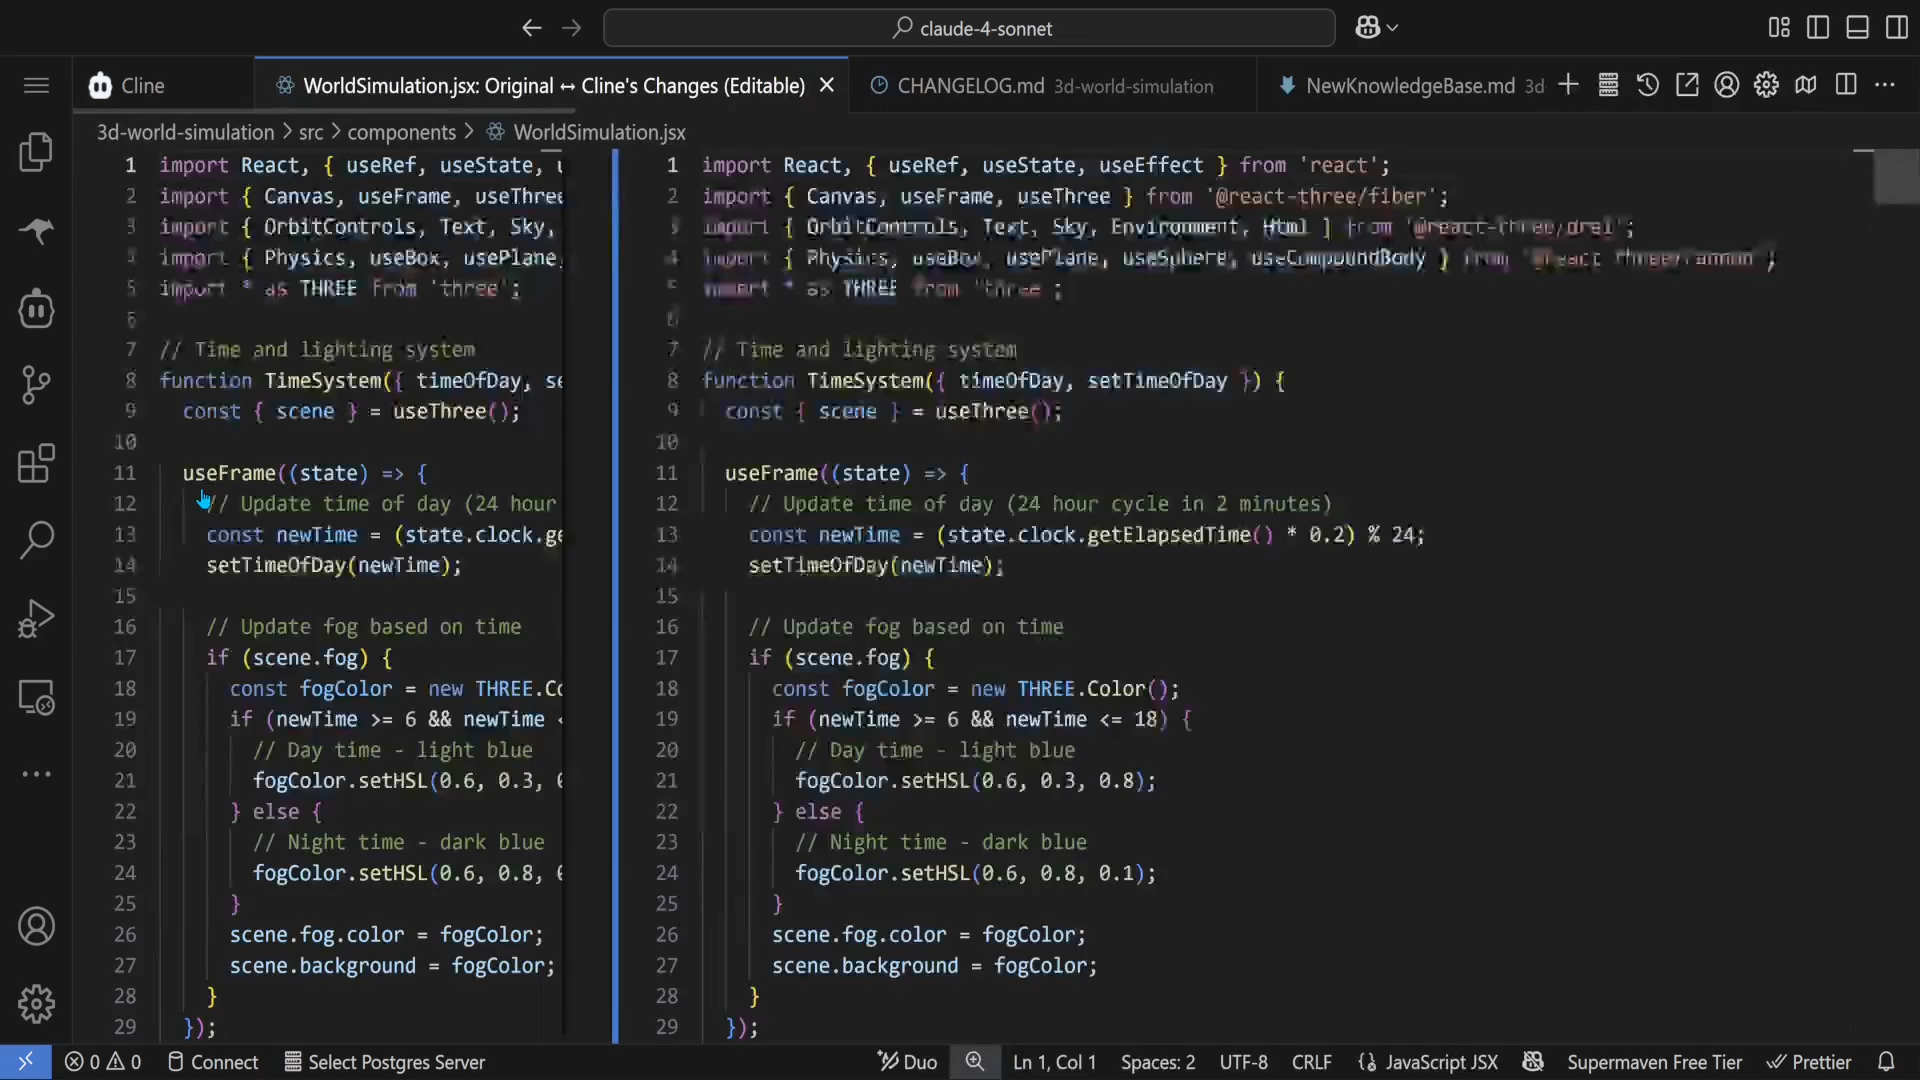 claude-4-sonnet
Cline
WorldSimulation.jsx: Original ↔ Cline's Changes (Editable)
CHANGELOG.md 3d-world-simulation
NewKnowledgeBase.md 3d
3d-world-simulation > src > components > WorldSimulation.jsx
1 import React, { useRef, useState, u
2 import { Canvas, useFrame, useThree
3 import { OrbitControls, Text, Sky,
4 import { Physics, useBox, usePlane,
5 import * as THREE from 'three';
6
7 // Time and lighting system
8 function TimeSystem({ timeOfDay, se
9 const { scene } = useThree();
10
11 useFrame((state) => {
12 // Update time of day (24 hour
13 const newTime = (state.clock.ge
14 setTimeOfDay(newTime);
15
16 // Update fog based on time
17 if (scene.fog) {
18 const fogColor = new THREE.Co
19 if (newTime >= 6 && newTime <
20 // Day time - light blue
21 fogColor.setHSL(0.6, 0.3, 0
22 } else {
23 // Night time - dark blue
24 fogColor.setHSL(0.6, 0.8, 0
25 }
26 scene.fog.color = fogColor;
27 scene.background = fogColor;
28 }
29 });
1 import React, { useRef, useState, useEffect } from 'react';
2 import { Canvas, useFrame, useThree } from '@react-three/fiber';
3 import { OrbitControls, Text, Sky, Environment, Html } from '@react-three/drei';
4 import { Physics, useBox, usePlane, useSphere, useCompoundBody } from '@react-three/cannon';
5 import * as THREE from 'three';
6
7 // Time and lighting system
8 function TimeSystem({ timeOfDay, setTimeOfDay }) {
9 const { scene } = useThree();
10
11 useFrame((state) => {
12 // Update time of day (24 hour cycle in 2 minutes)
13 const newTime = (state.clock.getElapsedTime() * 0.2) % 24;
14 setTimeOfDay(newTime);
15
16 // Update fog based on time
17 if (scene.fog) {
18 const fogColor = new THREE.Color();
19 if (newTime >= 6 && newTime <= 18) {
20 // Day time - light blue
21 fogColor.setHSL(0.6, 0.3, 0.8);
22 } else {
23 // Night time - dark blue
24 fogColor.setHSL(0.6, 0.8, 0.1);
25 }
26 scene.fog.color = fogColor;
27 scene.background = fogColor;
28 }
29 });
0 0 Connect Select Postgres Server Duo Ln 1, Col 1 Spaces: 2 UTF-8 CRLF JavaScript JSX Supermaven Free Tier Prettier